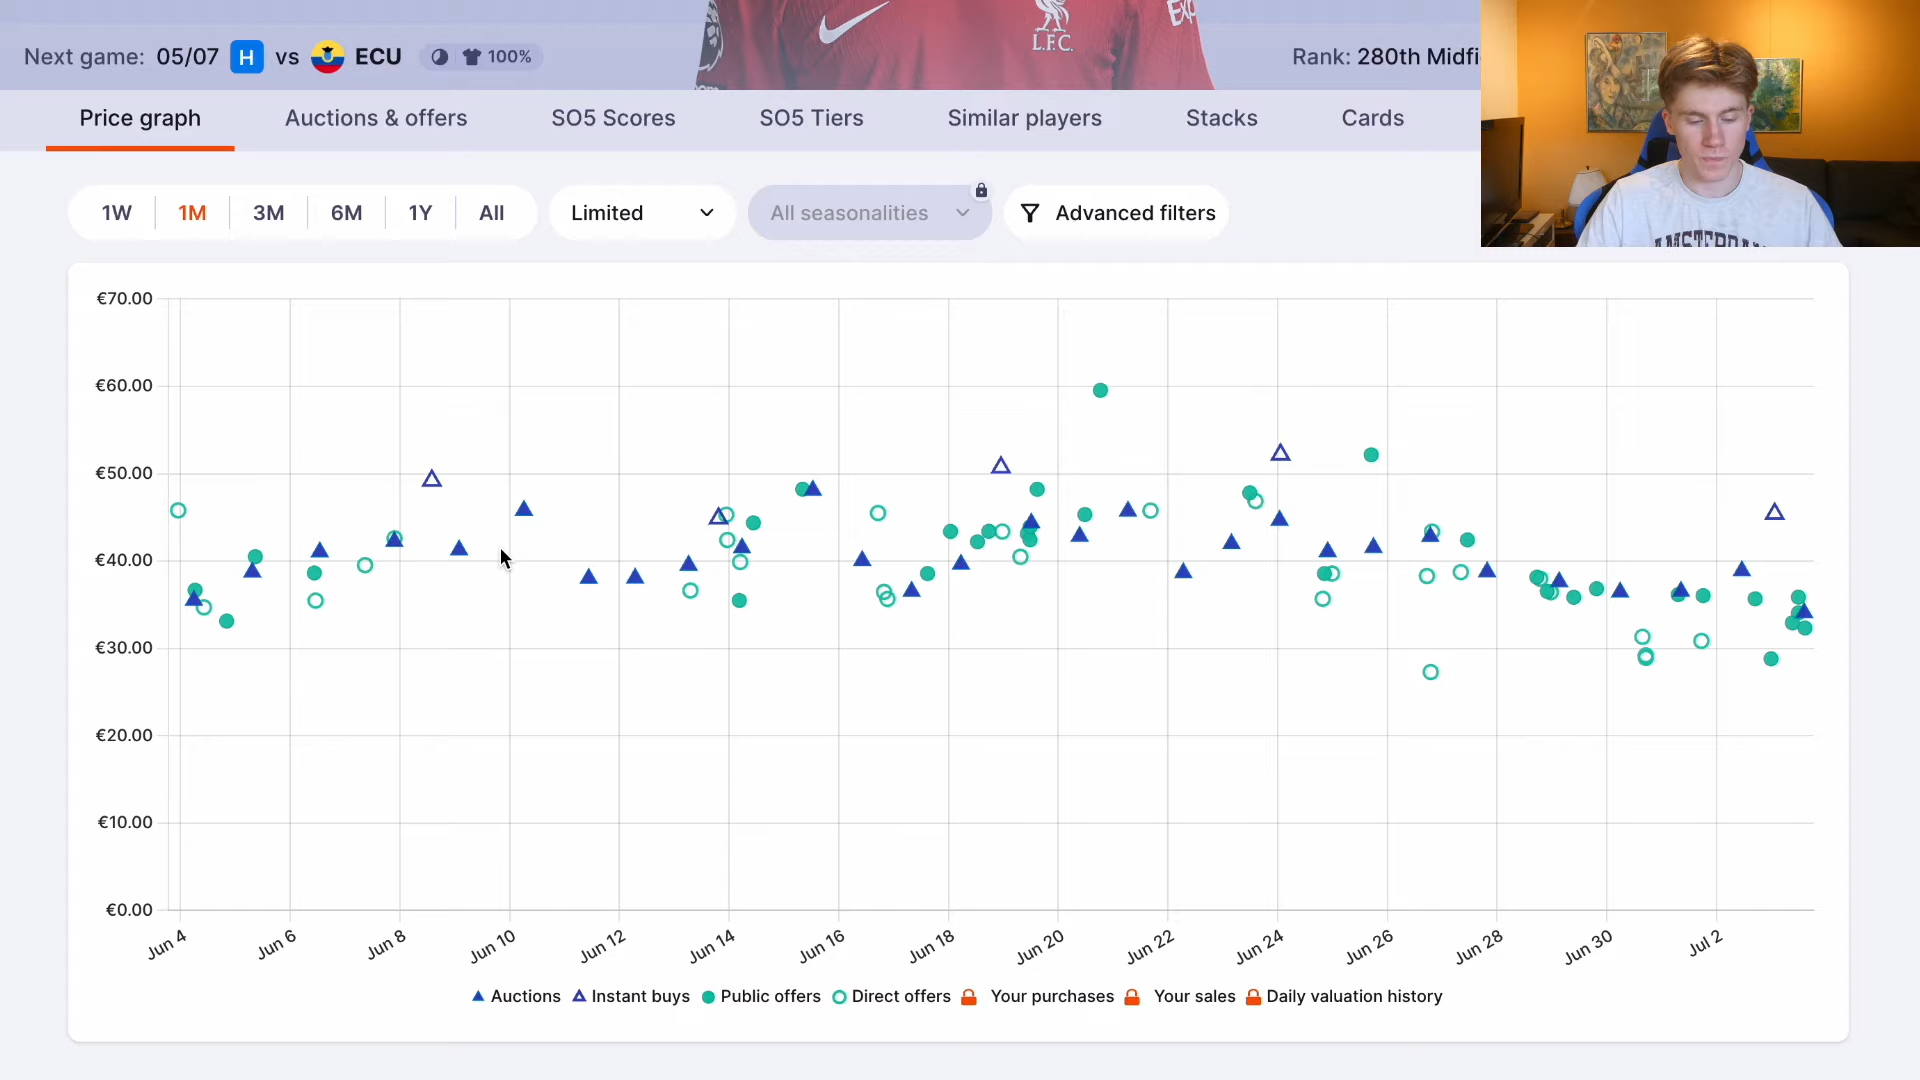 Next game: 05/07 H vs ECU 100%
L.F.C.
Exp
Rank: 280th Midfi
Price graph
Auctions & offers
SO5 Scores
SO5 Tiers
Similar players
Stacks
Cards
1W 1M 3M 6M 1Y All
Limited
All seasonalities
Advanced filters
AMSTERDA
€70.00
€60.00
€50.00
€40.00
€30.00
€20.00
€10.00
€0.00
Jun 4 Jun 6 Jun 8 Jun 10 Jun 12 Jun 14 Jun 16 Jun 18 Jun 20 Jun 22 Jun 24 Jun 26 Jun 28 Jun 30 Jul 2
Auctions Instant buys Public offers Direct offers Your purchases Your sales Daily valuation history